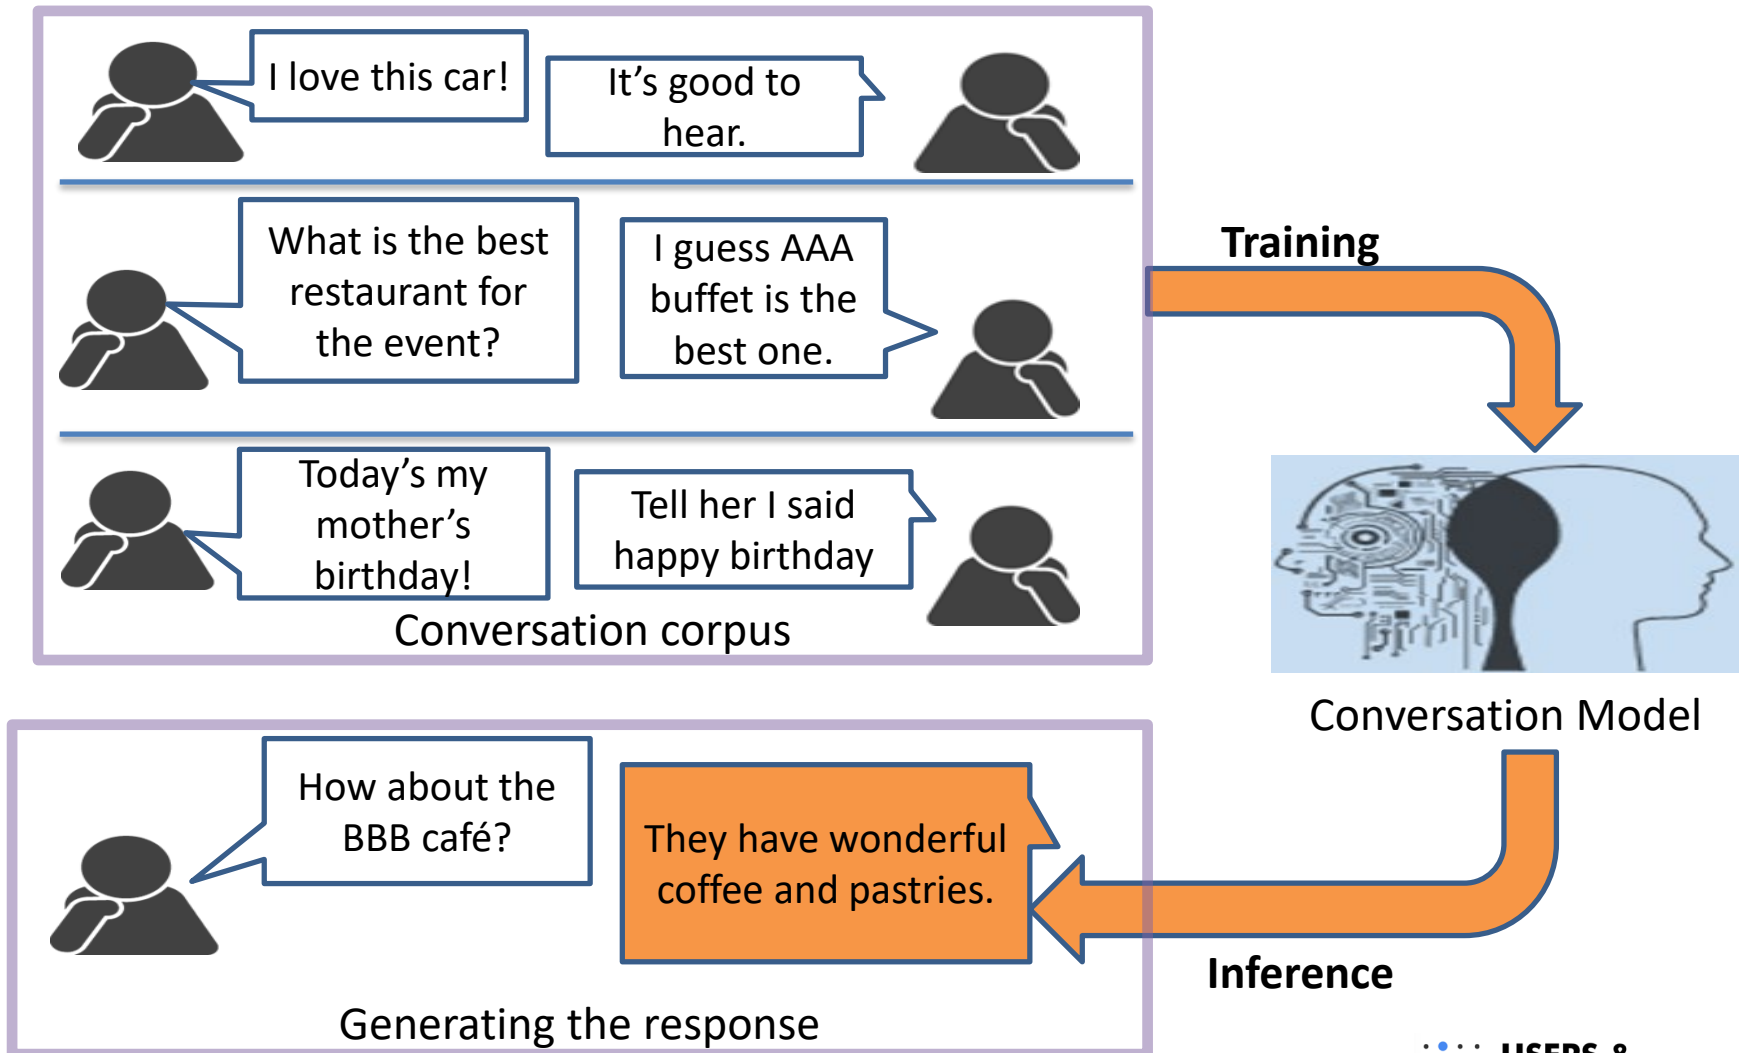 I love this car!
It’s good to
hear.
What is the best
restaurant for
the event?
I guess AAA
buffet is the
best one.
Today’s my
mother’s
birthday!
Tell her I said
happy birthday
Conversation corpus
Training
Conversation Model
How about the
BBB café?
They have wonderful
coffee and pastries.
Inference
Generating the response
USERS &